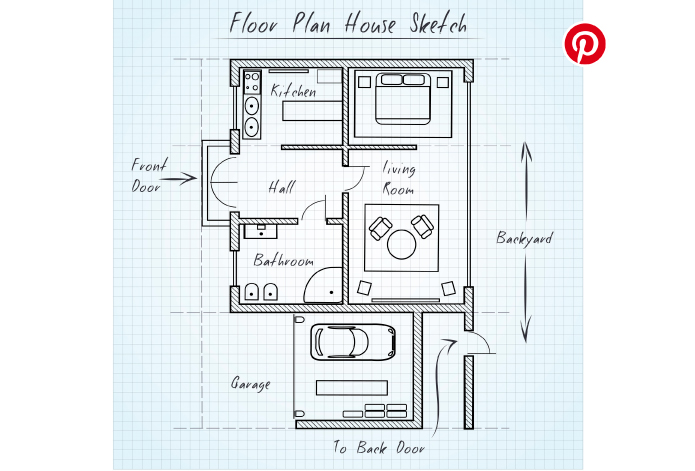 Floor Plan House Sketch
Kitchen
Front
Door
Hall
living
Room
Backyard
Bathroom
Garage
To Back Door